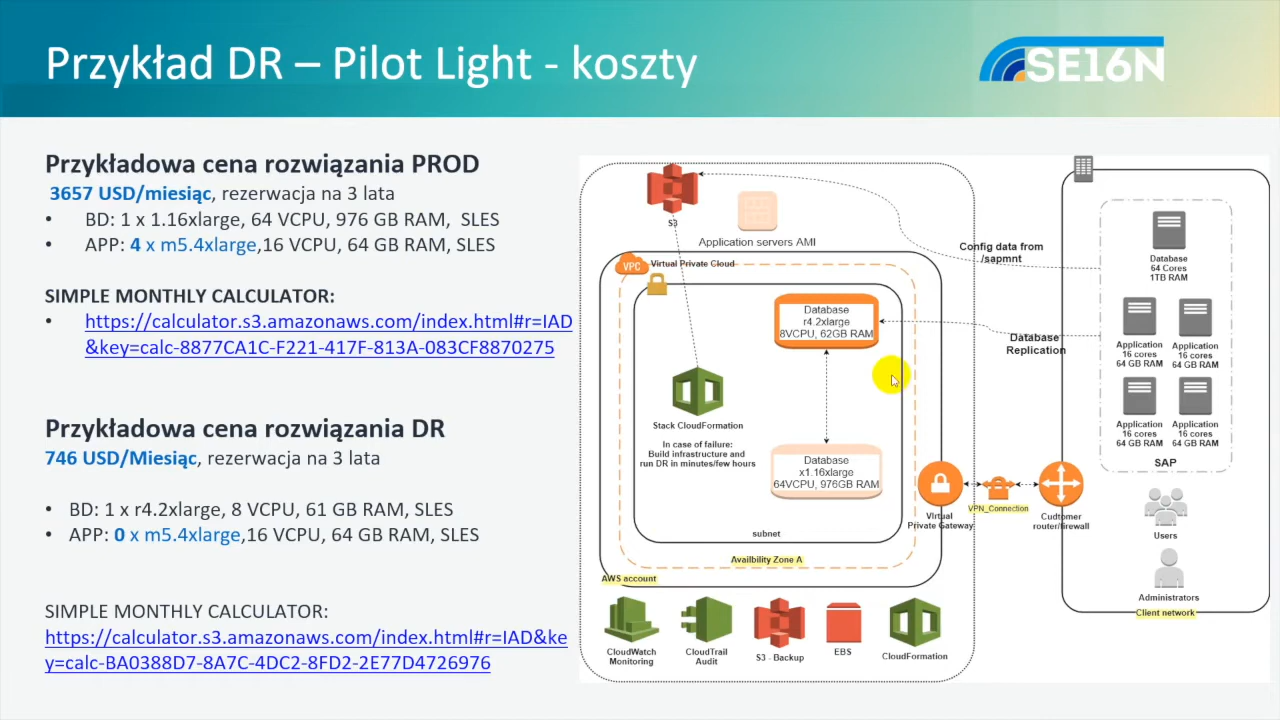 Przykład DR – Pilot Light - koszty
SE16N
Przykładowa cena rozwiązania PROD
3657 USD/miesiąc, rezerwacja na 3 lata
• BD: 1 x 1.16xlarge, 64 VCPU, 976 GB RAM, SLES
• APP: 4 x m5.4xlarge,16 VCPU, 64 GB RAM, SLES
SIMPLE MONTHLY CALCULATOR:
• https://calculator.s3.amazonaws.com/index.html#r=IAD
&key=calc-8877CA1C-F221-417F-813A-083CF8870275
Przykładowa cena rozwiązania DR
746 USD/Miesiąc, rezerwacja na 3 lata
• BD: 1 x r4.2xlarge, 8 VCPU, 61 GB RAM, SLES
• APP: 0 x m5.4xlarge,16 VCPU, 64 GB RAM, SLES
SIMPLE MONTHLY CALCULATOR:
https://calculator.s3.amazonaws.com/index.html#r=IAD&ke
y=calc-BA0388D7-8A7C-4DC2-8FD2-2E77D4726976
S3
Application servers AMI
VPC
Virtual Private Cloud
Database
r4.2xlarge
8VCPU, 62GB RAM
Stack CloudFormation
In case of failure:
Build infrastructure and
run DR in minutes/few hours
Database
x1.16xlarge
64VCPU, 976GB RAM
subnet
Availbility Zone A
AWS account
CloudWatch
Monitoring
CloudTrail
Audit
S3 - Backup
EBS
CloudFormation
Config data from
/sapmnt
Database
Replication
Virtual
Private Gateway
VPN_Connection
Cudtomer
router/firewall
Database
64 Cores
1TB RAM
Application
16 cores
64 GB RAM
Application
16 cores
64 GB RAM
Application
16 cores
64 GB RAM
Application
16 cores
64 GB RAM
SAP
Users
Administrators
Client network